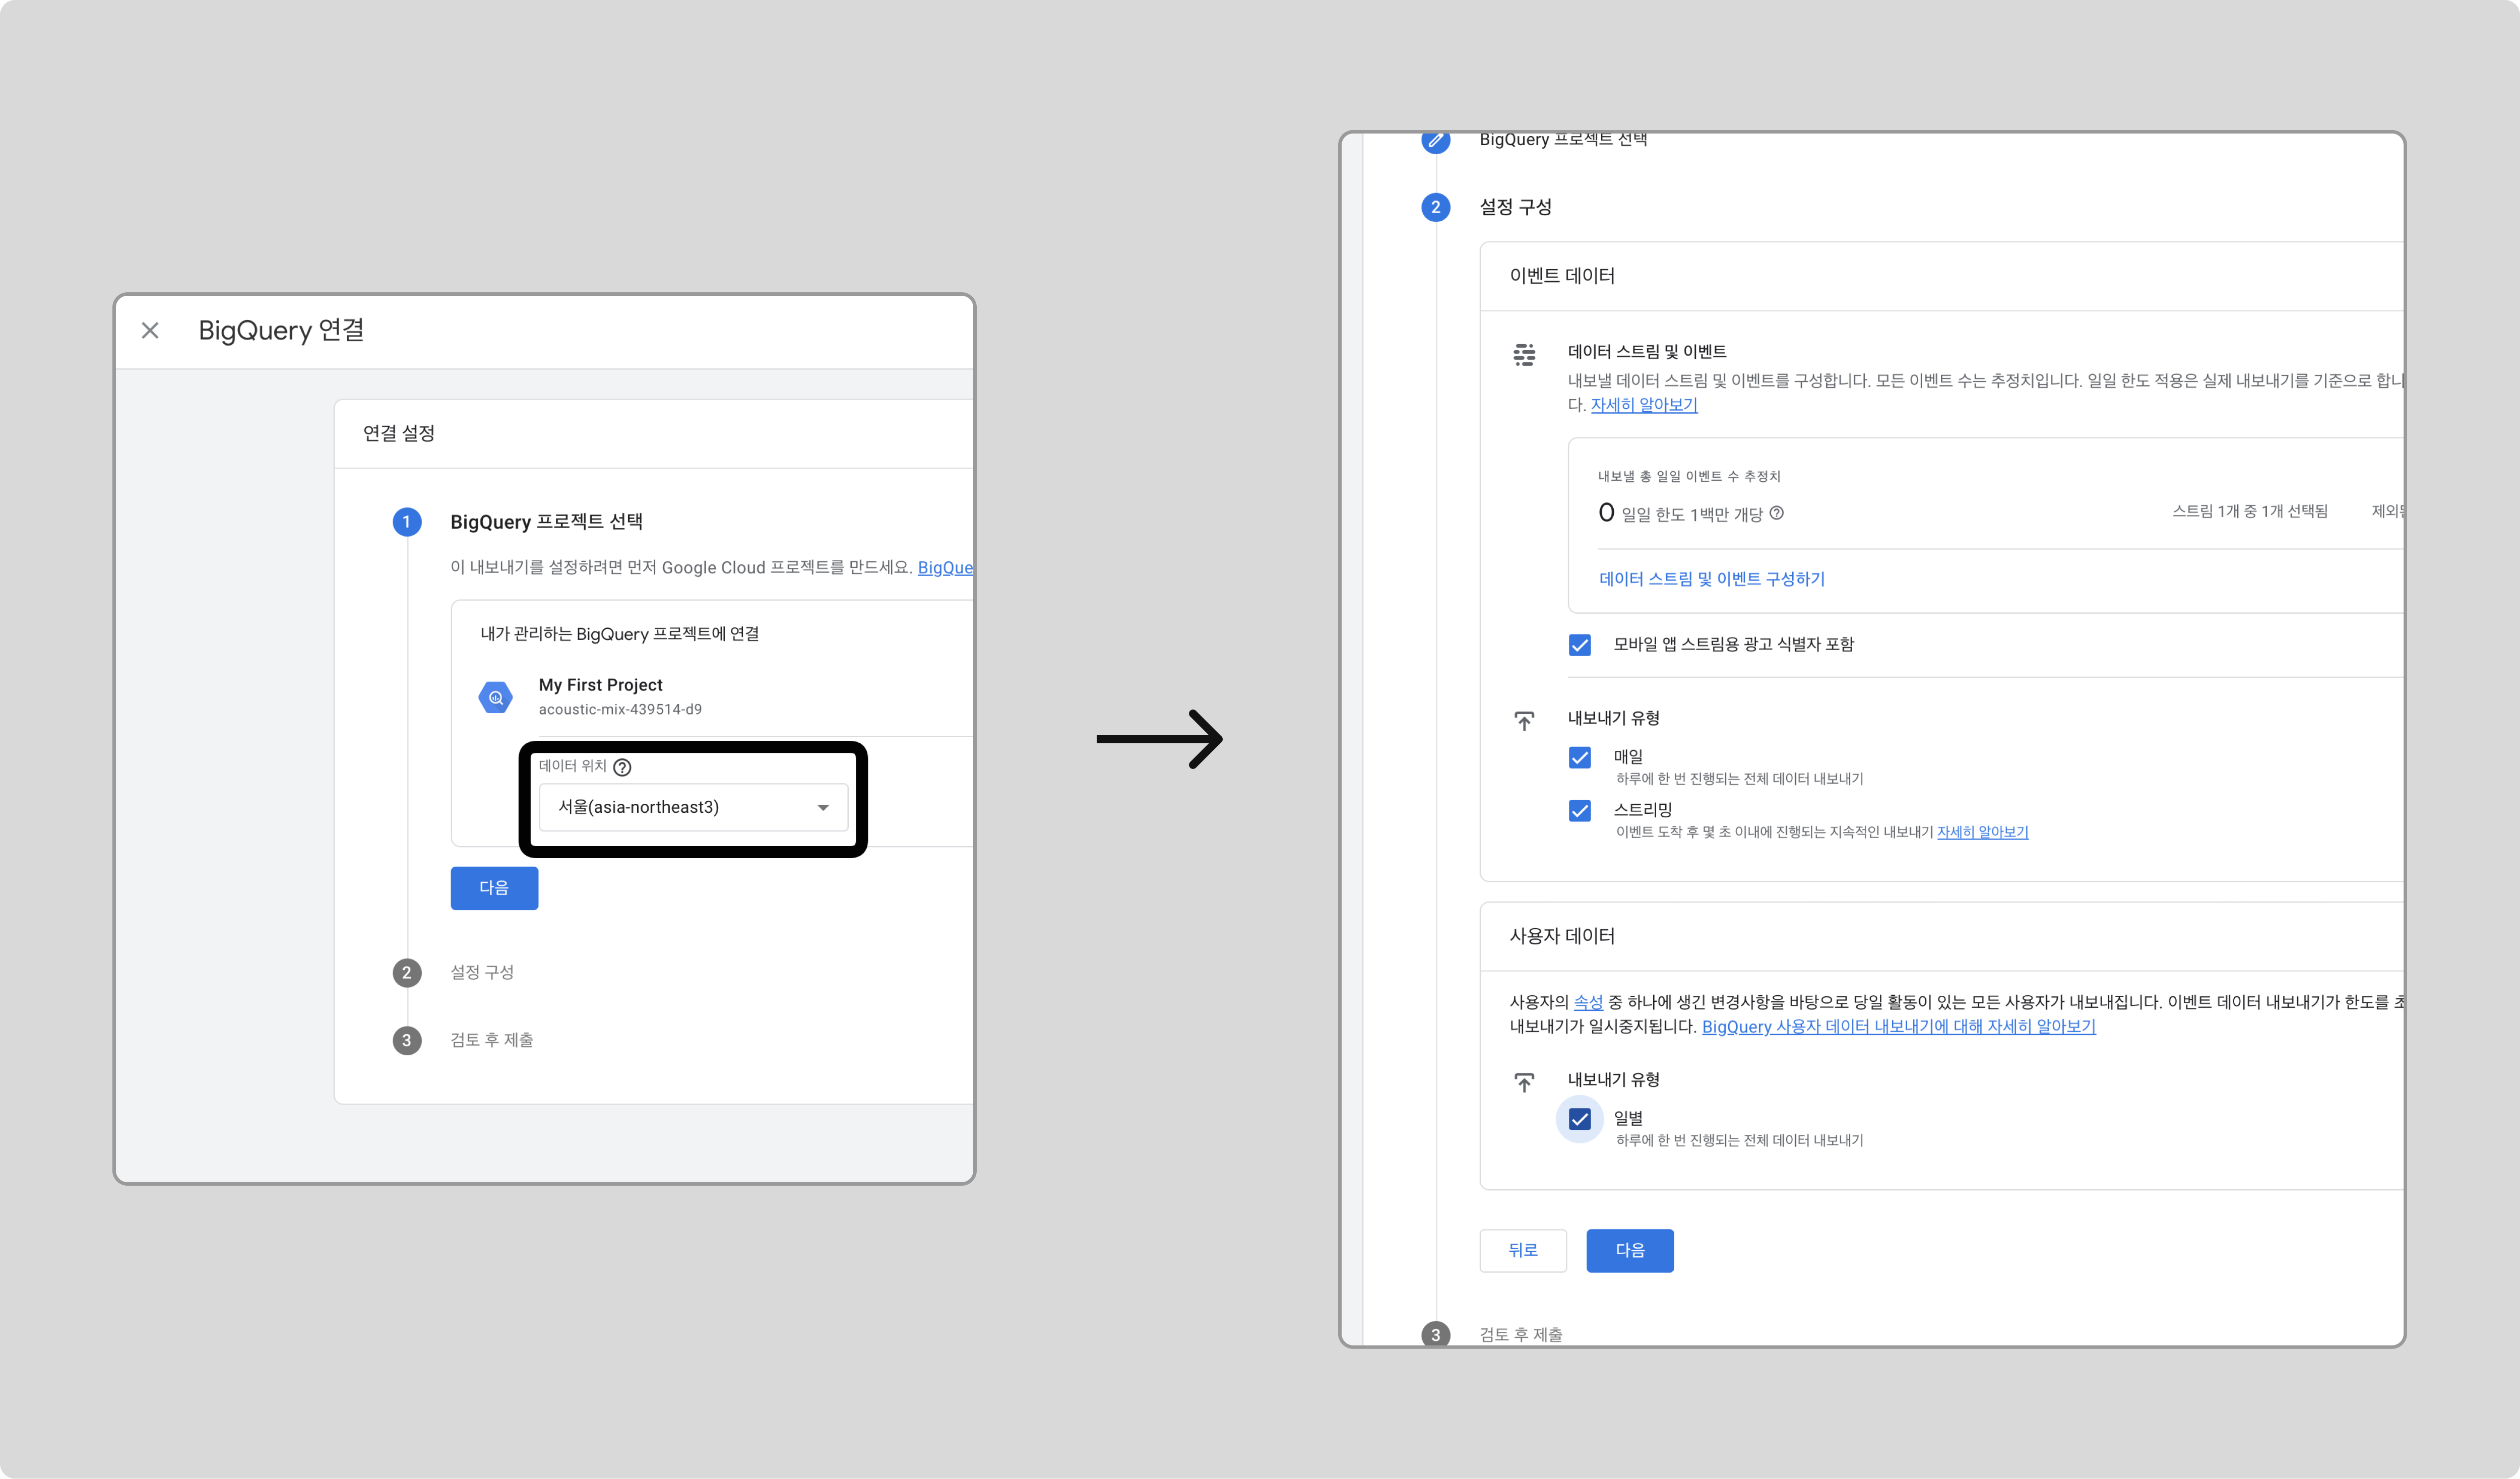 BigQuery 연결
연결 설정
1
BigQuery 프로젝트 선택
이 내보내기를 설정하려면 먼저 Google Cloud 프로젝트를 만드세요. BigQue
내가 관리하는 BigQuery 프로젝트에 연결
My First Project
acoustic-mix-439514-d9
데이터 위치
서울(asia-northeast3)
다음
2
설정 구성
3
검토 후 제출
BigQuery 프로젝트 선택
2
설정 구성
이벤트 데이터
데이터 스트림 및 이벤트
내보낼 데이터 스트림 및 이벤트를 구성합니다. 모든 이벤트 수는 추정치입니다. 일일 한도 적용은 실제 내보내기를 기준으로 합니
다. 자세히 알아보기
내보낼 총 일일 이벤트 수 추정치
0 일일 한도 1백만 개당
스트림 1개 중 1개 선택됨
데이터 스트림 및 이벤트 구성하기
모바일 앱 스트림용 광고 식별자 포함
내보내기 유형
매일
하루에 한 번 진행되는 전체 데이터 내보내기
스트리밍
이벤트 도착 후 몇 초 이내에 진행되는 지속적인 내보내기 자세히 알아보기
사용자 데이터
사용자의 속성 중 하나에 생긴 변경사항을 바탕으로 당일 활동이 있는 모든 사용자가 내보내집니다. 이벤트 데이터 내보내기가 한도를
내보내기가 일시중지됩니다. BigQuery 사용자 데이터 내보내기에 대해 자세히 알아보기
내보내기 유형
일별
하루에 한 번 진행되는 전체 데이터 내보내기
뒤로
다음
3
검토 후 제출